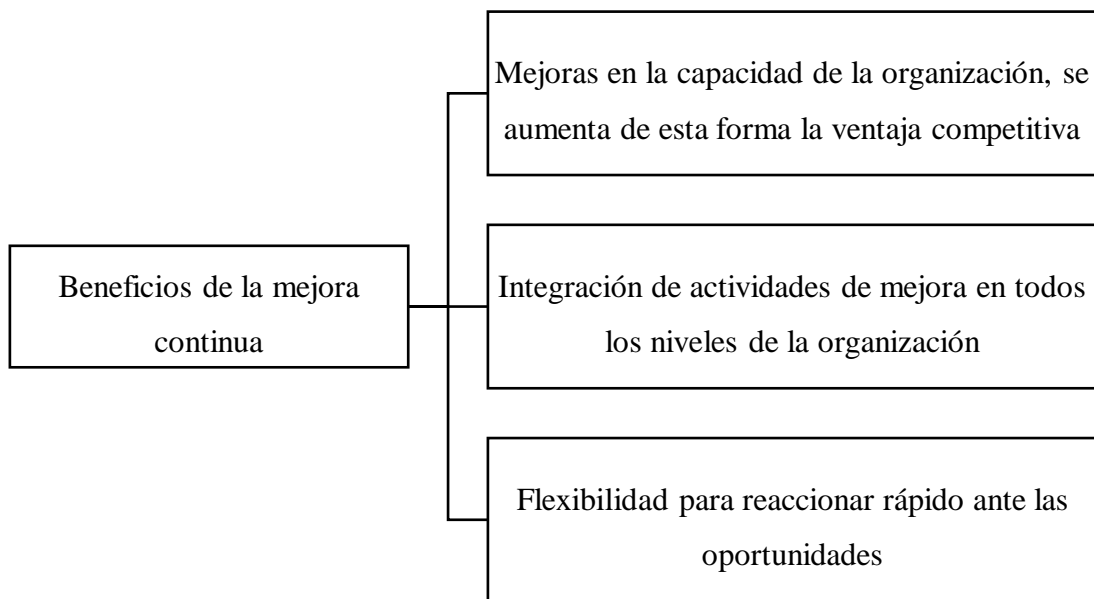 Mejoras en la capacidad de la organización, se
aumenta de esta forma la ventaja competitiva
Beneficios de la mejora
continua
Integración de actividades de mejora en todos
los niveles de la organización
Flexibilidad para reaccionar rápido ante las
oportunidades